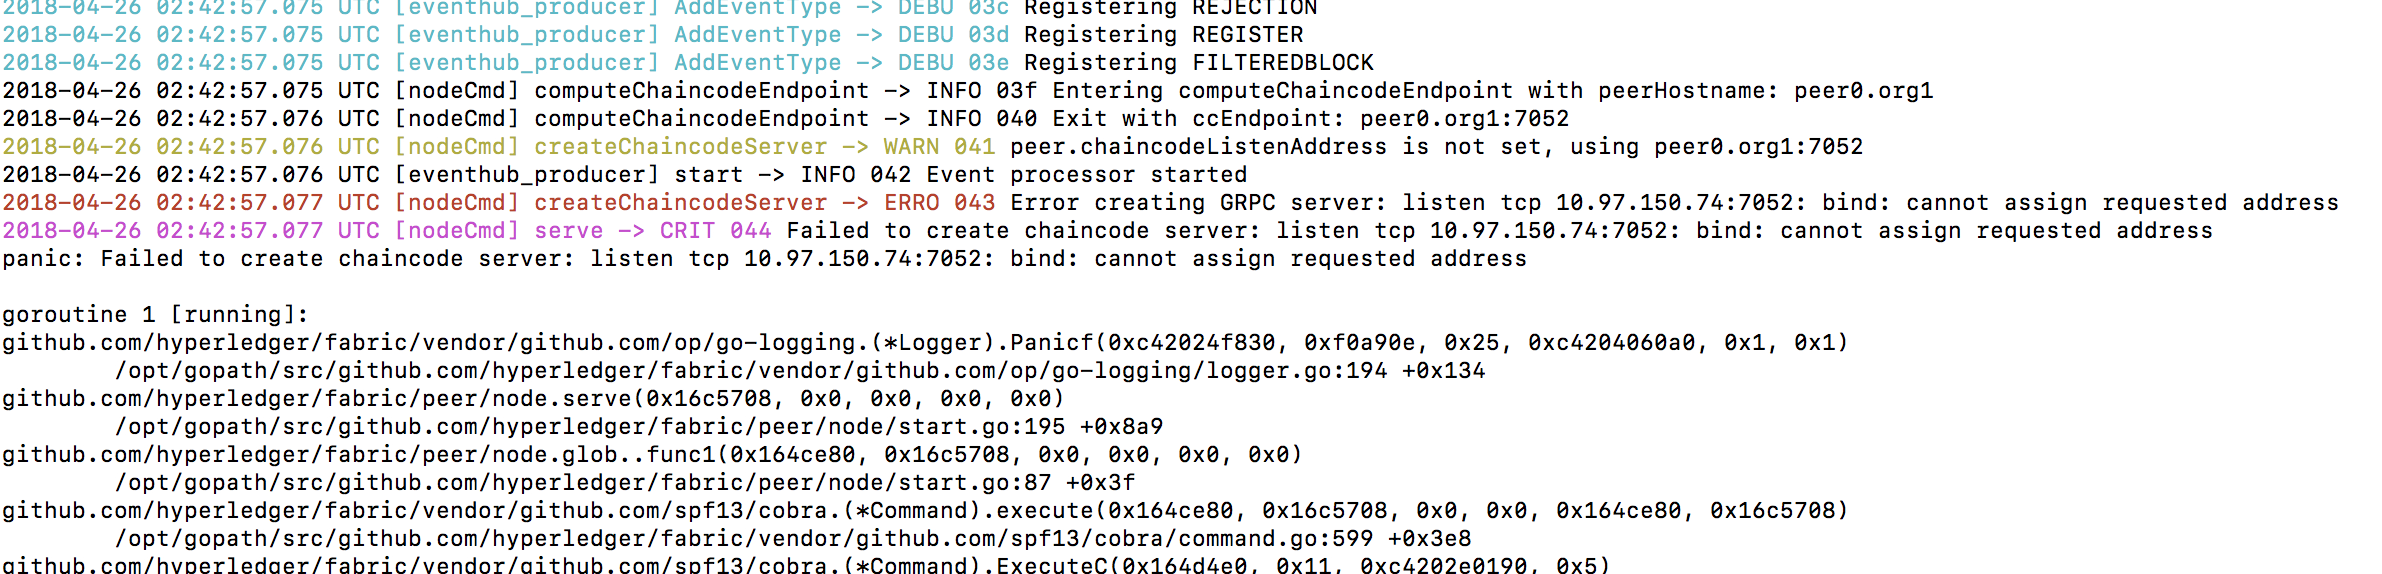 2018-04-26 02:42:57.075 UTC [eventhub_producer] AddEventType -> DEBU 03c Registering REJECTION
2018-04-26 02:42:57.075 UTC [eventhub_producer] AddEventType -> DEBU 03d Registering REGISTER
2018-04-26 02:42:57.075 UTC [eventhub_producer] AddEventType -> DEBU 03e Registering FILTEREDBLOCK
2018-04-26 02:42:57.075 UTC [nodeCmd] computeChaincodeEndpoint -> INFO 03f Entering computeChaincodeEndpoint with peerHostname: peer0.org1
2018-04-26 02:42:57.076 UTC [nodeCmd] computeChaincodeEndpoint -> INFO 040 Exit with ccEndpoint: peer0.org1:7052
2018-04-26 02:42:57.076 UTC [nodeCmd] createChaincodeServer -> WARN 041 peer.chaincodeListenAddress is not set, using peer0.org1:7052
2018-04-26 02:42:57.076 UTC [eventhub_producer] start -> INFO 042 Event processor started
2018-04-26 02:42:57.077 UTC [nodeCmd] createChaincodeServer -> ERRO 043 Error creating GRPC server: listen tcp 10.97.150.74:7052: bind: cannot assign requested address
2018-04-26 02:42:57.077 UTC [nodeCmd] serve -> CRIT 044 Failed to create chaincode server: listen tcp 10.97.150.74:7052: bind: cannot assign requested address
panic: Failed to create chaincode server: listen tcp 10.97.150.74:7052: bind: cannot assign requested address

goroutine 1 [running]:
github.com/hyperledger/fabric/vendor/github.com/op/go-logging.(*Logger).Panicf(0xc42024f830, 0xf0a90e, 0x25, 0xc4204060a0, 0x1, 0x1)
        /opt/gopath/src/github.com/hyperledger/fabric/vendor/github.com/op/go-logging/logger.go:194 +0x134
github.com/hyperledger/fabric/peer/node.serve(0x16c5708, 0x0, 0x0, 0x0, 0x0)
        /opt/gopath/src/github.com/hyperledger/fabric/peer/node/start.go:195 +0x8a9
github.com/hyperledger/fabric/peer/node.glob..func1(0x164ce80, 0x16c5708, 0x0, 0x0, 0x0, 0x0)
        /opt/gopath/src/github.com/hyperledger/fabric/peer/node/start.go:87 +0x3f
github.com/hyperledger/fabric/vendor/github.com/spf13/cobra.(*Command).execute(0x164ce80, 0x16c5708, 0x0, 0x0, 0x164ce80, 0x16c5708)
        /opt/gopath/src/github.com/hyperledger/fabric/vendor/github.com/spf13/cobra/command.go:599 +0x3e8
github.com/hyperledger/fabric/vendor/github.com/spf13/cobra.(*Command).ExecuteC(0x164d4e0, 0x11, 0xc4202e0190, 0x5)